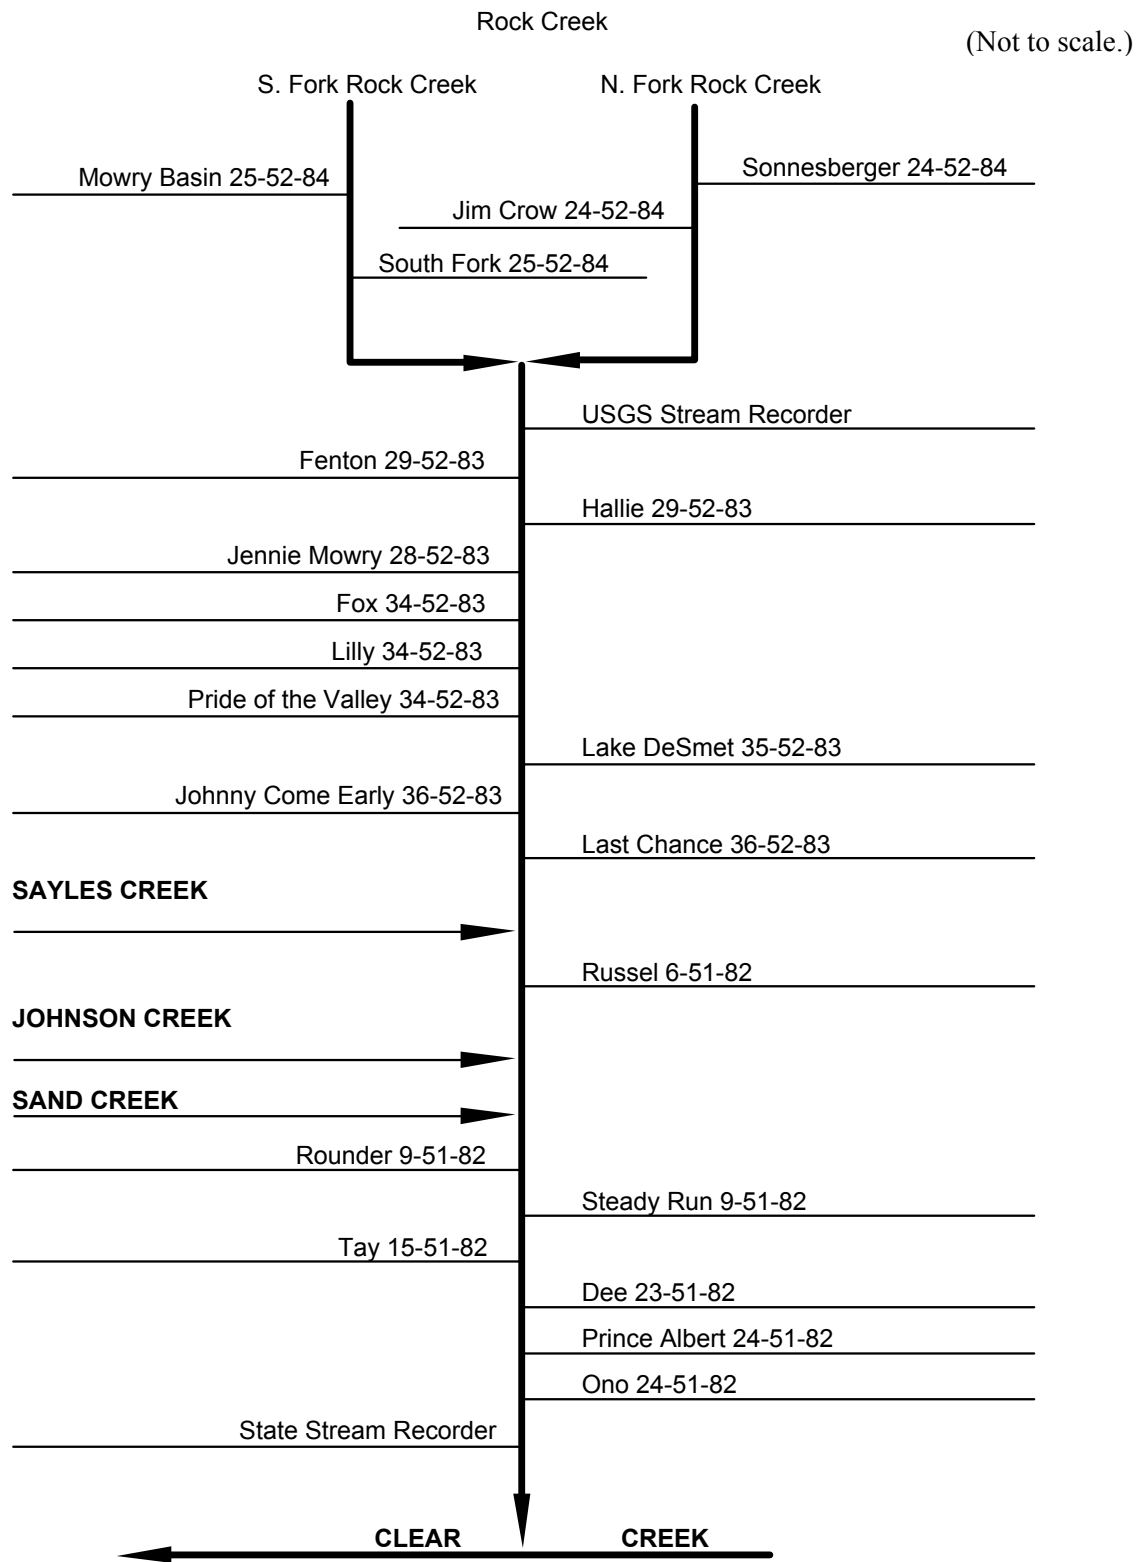 Rock Creek
(Not to scale.)
S. Fork Rock Creek
N. Fork Rock Creek
Sonnesberger 24-52-84
Mowry Basin 25-52-84
Jim Crow 24-52-84
South Fork 25-52-84
USGS Stream Recorder
Fenton 29-52-83
Hallie 29-52-83
Jennie Mowry 28-52-83
Fox 34-52-83
Lilly 34-52-83
Pride of the Valley 34-52-83
Lake DeSmet 35-52-83
Johnny Come Early 36-52-83
Last Chance 36-52-83
SAYLES CREEK
Russel 6-51-82
JOHNSON CREEK
SAND CREEK
Rounder 9-51-82
Steady Run 9-51-82
Tay 15-51-82
Dee 23-51-82
Prince Albert 24-51-82
Ono 24-51-82
State Stream Recorder
CLEAR CREEK